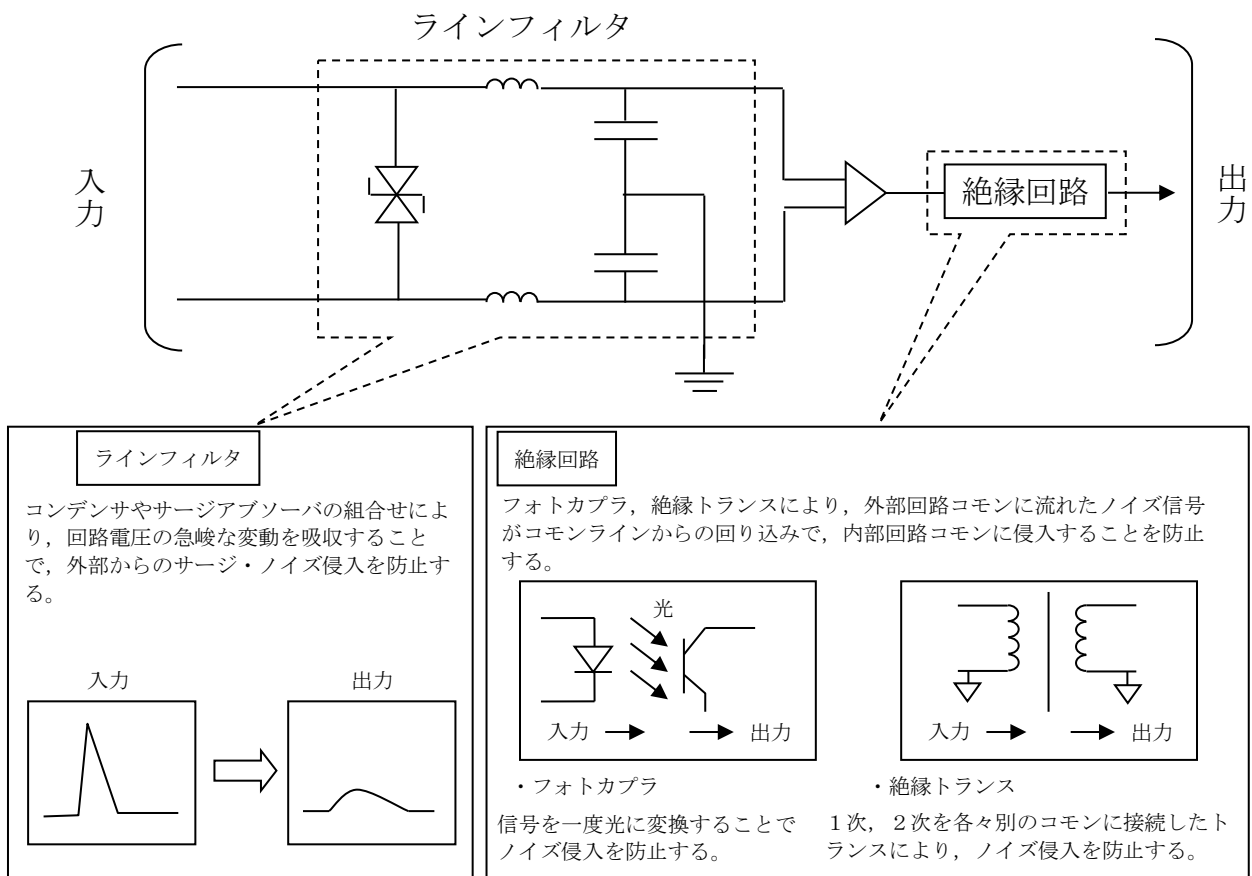 ラインフィルタ
入力
絶縁回路
出力
ラインフィルタ
コンデンサやサージアブソーバの組合せによ
り，回路電圧の急峻な変動を吸収すること
で，外部からのサージ・ノイズ侵入を防止す
る。
入力
出力
絶縁回路
フォトカプラ，絶縁トランスにより，外部回路コモンに流れたノイズ信号
がコモンラインからの回り込みで，内部回路コモンに侵入することを防止
する。
光
入力
出力
・フォトカプラ
信号を一度光に変換することで
ノイズ侵入を防止する。
入力
出力
・絶縁トランス
１次，２次を各々別のコモンに接続したト
ランスにより，ノイズ侵入を防止する。